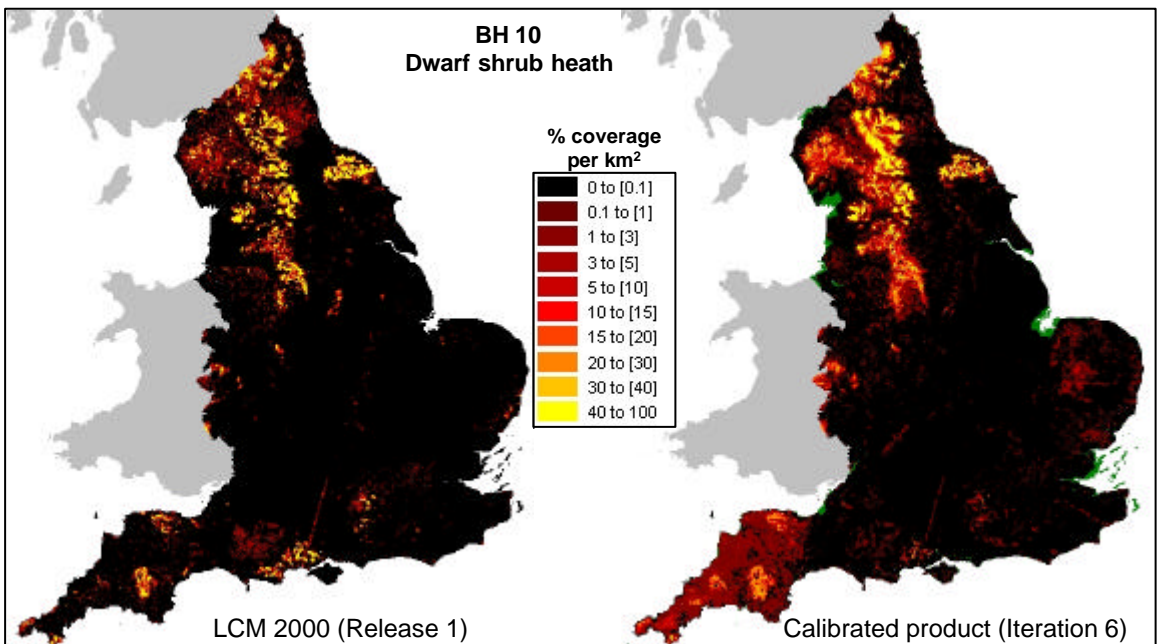 BH 10
Dwarf shrub heath
% coverage
per km²
0 to [0.1]
0.1 to [1]
1 to [3]
3 to [5]
5 to [10]
10 to [15]
15 to [20]
20 to [30]
30 to [40]
40 to 100
LCM 2000 (Release 1)
Calibrated product (Iteration 6)